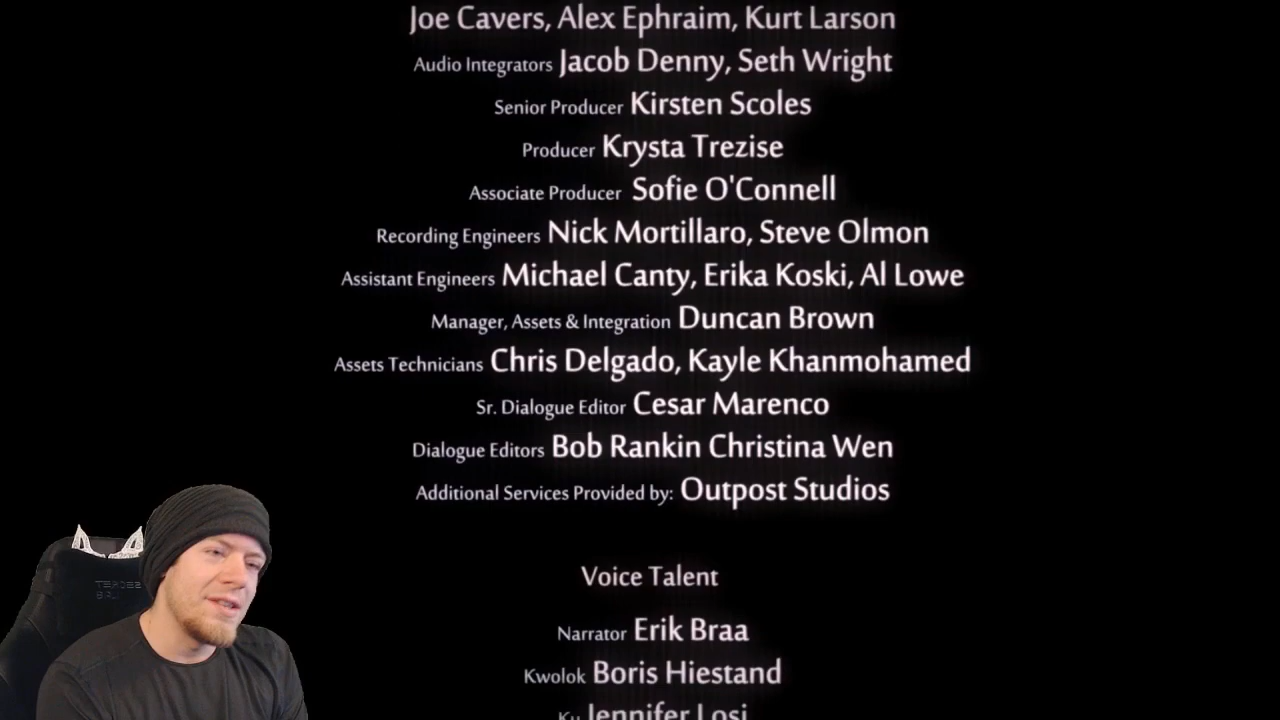 Joe Cavers, Alex Ephraim, Kurt Larson
Audio Integrators Jacob Denny, Seth Wright
Senior Producer Kirsten Scoles
Producer Krysta Trezise
Associate Producer Sofie O'Connell
Recording Engineers Nick Mortillaro, Steve Olmon
Assistant Engineers Michael Canty, Erika Koski, Al Lowe
Manager, Assets & Integration Duncan Brown
Assets Technicians Chris Delgado, Kayle Khanmohamed
Sr. Dialogue Editor Cesar Marenco
Dialogue Editors Bob Rankin Christina Wen
Additional Services Provided by: Outpost Studios
Voice Talent
Narrator Erik Braa
Kwolok Boris Hiestand
Ku Jennifer Losi